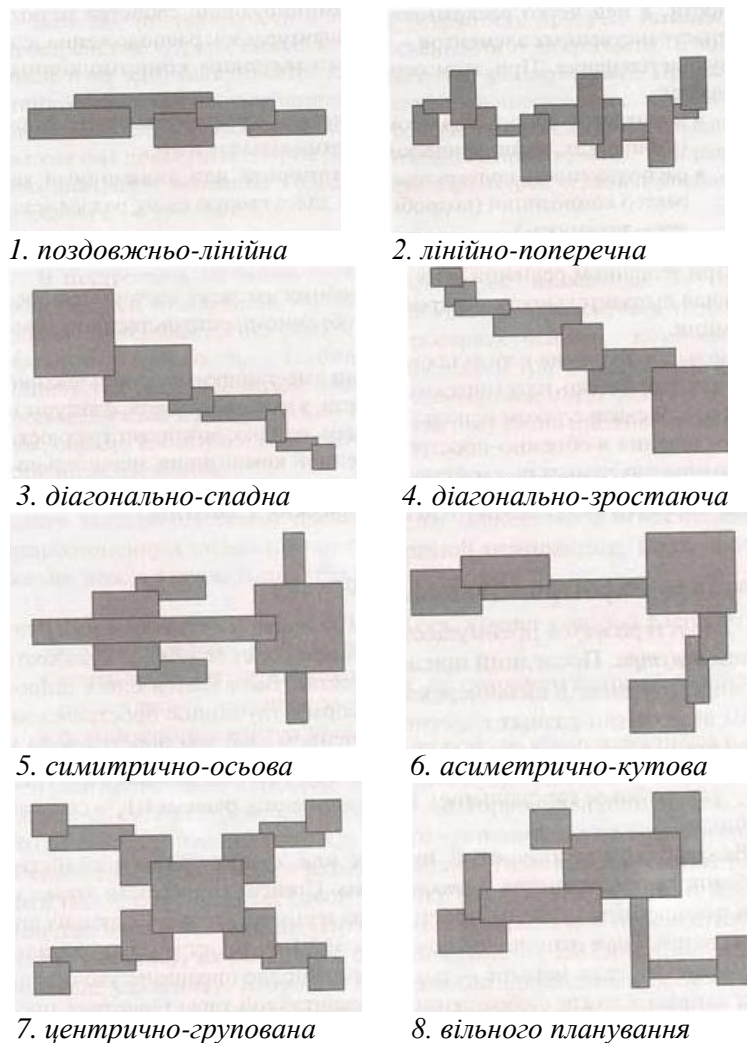 1. поздовжньо-лінійна
2. лінійно-поперечна
3. діагонально-спадна
4. діагонально-зростаюча
5. симитрично-осьова
6. асиметрично-кутова
7. центрично-групована
8. вільного планування